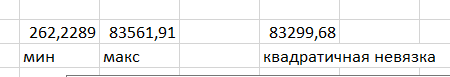 262,2289 83561,91 83299,68
мин макс квадратичная невязка